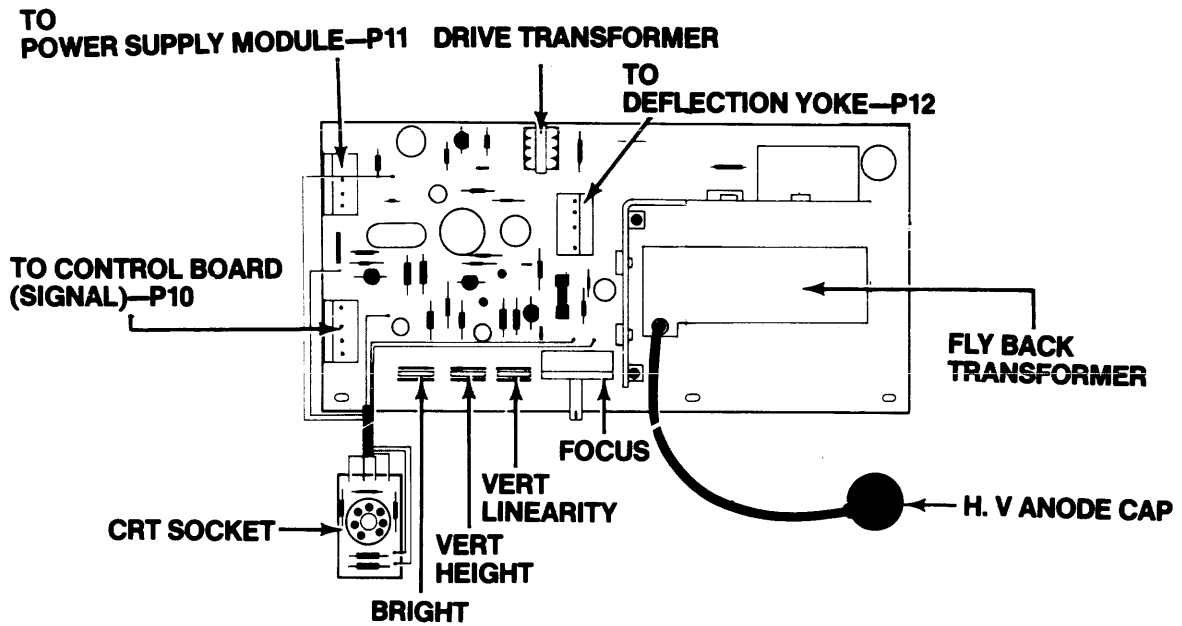 TO
POWER SUPPLY MODULE—P11
DRIVE TRANSFORMER
TO
DEFLECTION YOKE—P12
TO CONTROL BOARD
(SIGNAL)—P10
FLY BACK
TRANSFORMER
FOCUS
VERT
LINEARITY
H. V ANODE CAP
CRT SOCKET
VERT
HEIGHT
BRIGHT